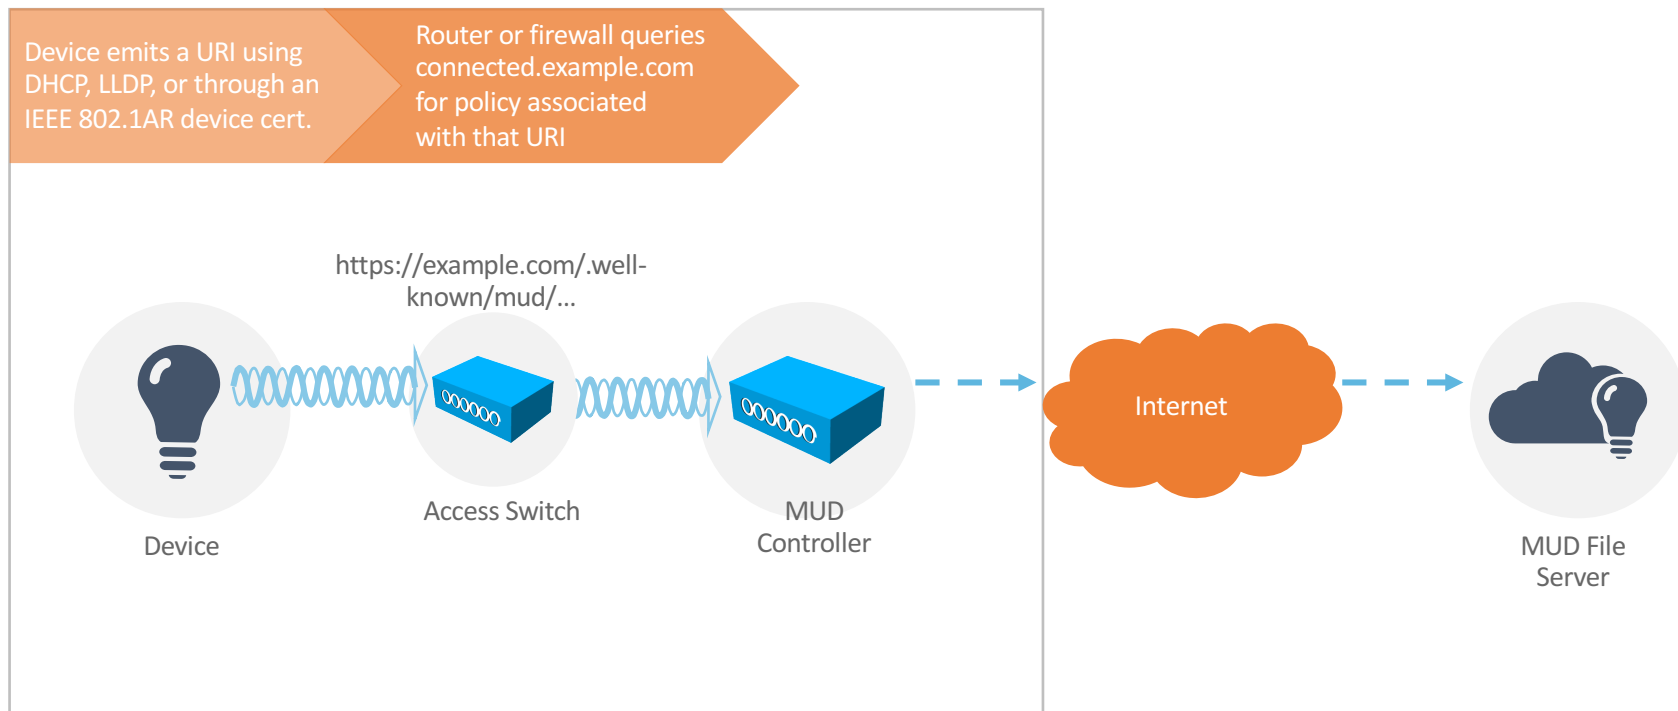 Device emits a URI using
DHCP, LLDP, or through an
IEEE 802.1AR device cert.
Router or firewall queries
connected.example.com
for policy associated
with that URI
https://example.com/.well-
known/mud/...
Device
Access Switch
MUD
Controller
Internet
MUD File
Server